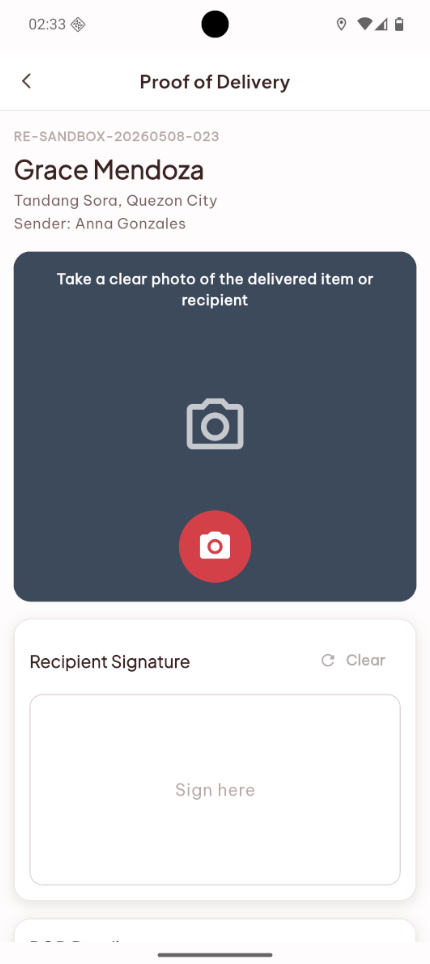 02:33
Proof of Delivery
RE-SANDBOX-20260508-023
Grace Mendoza
Tandang Sora, Quezon City
Sender: Anna Gonzales
Take a clear photo of the delivered item or
recipient
Recipient Signature
Clear
Sign here